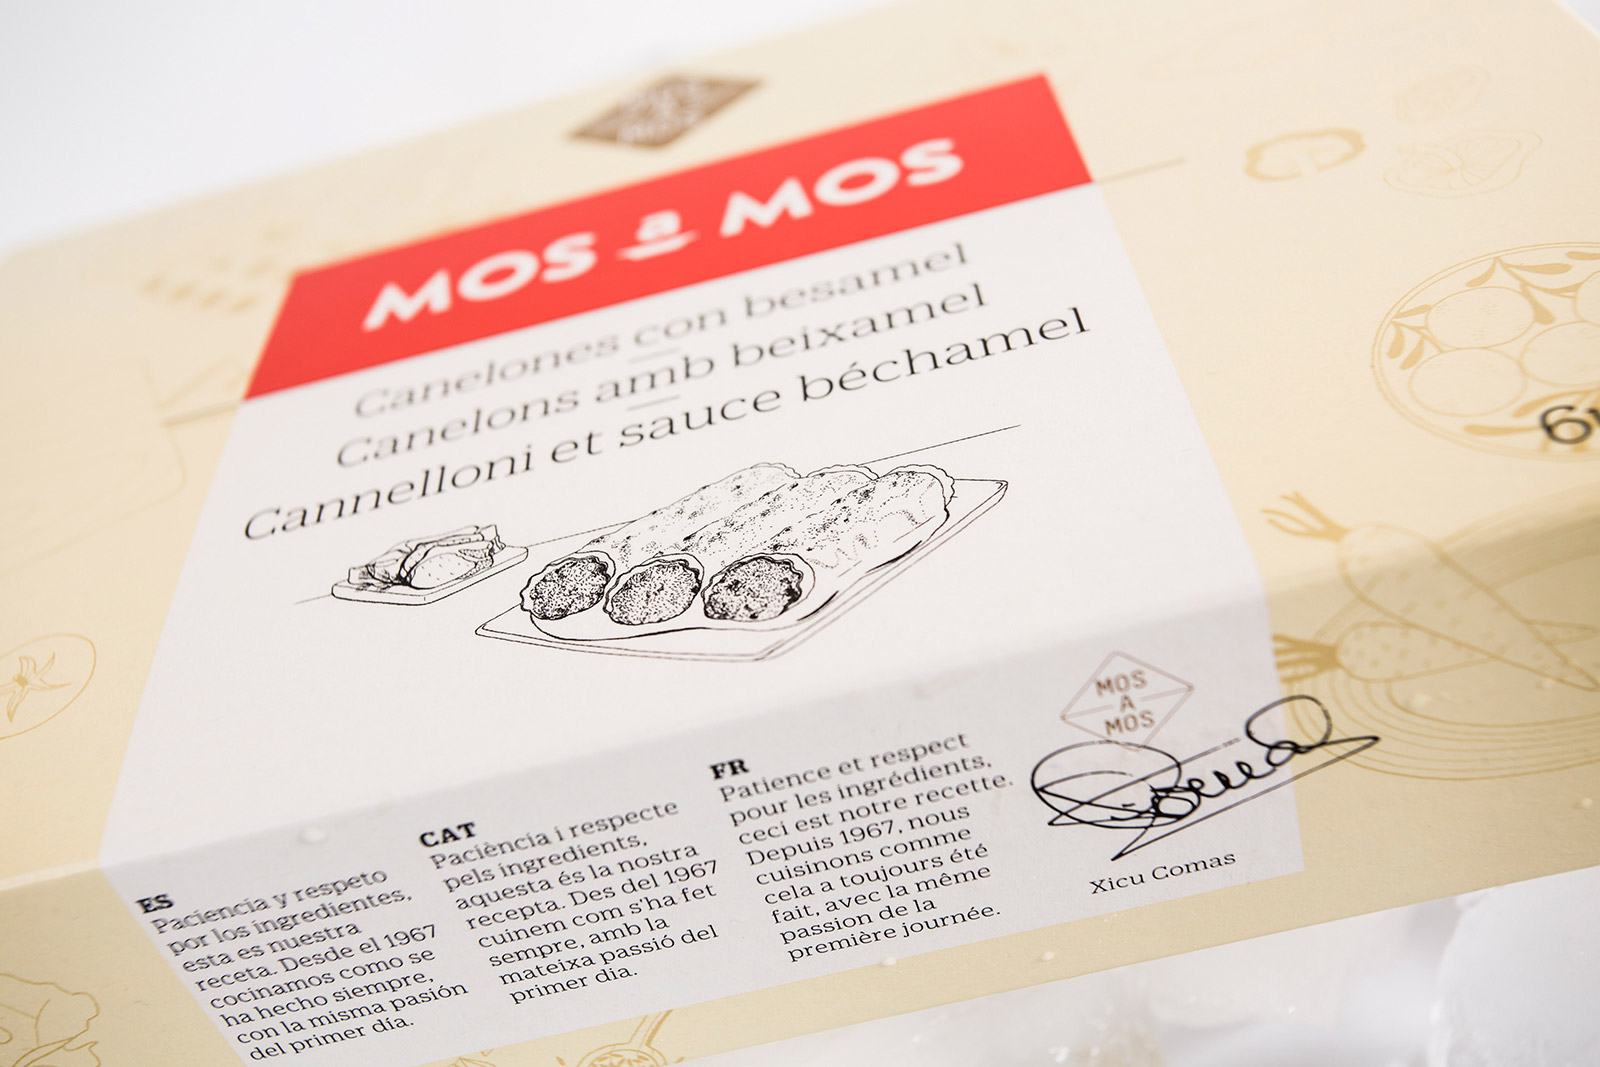 MOS a MOS
Canelones con besamel
Canelons amb beixamel
Cannelloni et sauce béchamel
6
ES
Paciencia y respeto
por los ingredientes,
esta es nuestra
receta. Desde el 1967
cocinamos como se
ha hecho siempre,
con la misma pasión
del primer día.
CAT
Paciència i respecte
pels ingredients,
aquesta és la nostra
recepta. Des del 1967
cuinem com s'ha fet
sempre, amb la
mateixa passió del
primer dia.
FR
Patience et respect
pour les ingrédients,
ceci est notre recette.
Depuis 1967, nous
cuisinons comme
cela a toujours été
fait, avec la même
passion de la
première journée.
MOS
A
MOS
Xicu Comas